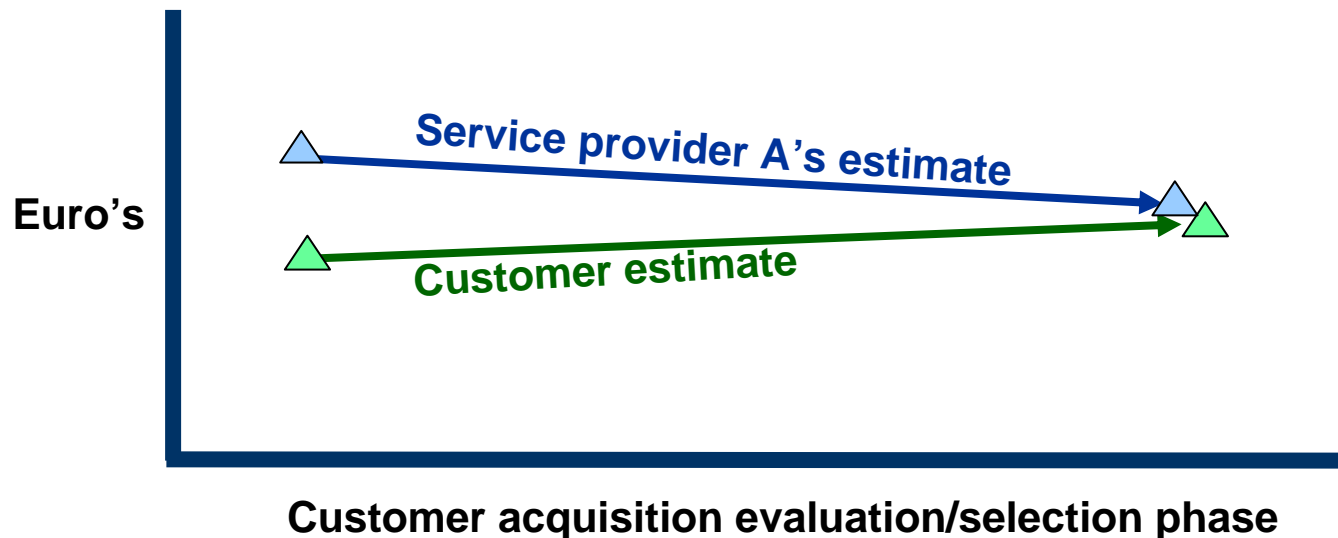 Service provider A’s estimate
Euro’s
Customer estimate
Customer acquisition evaluation/selection phase